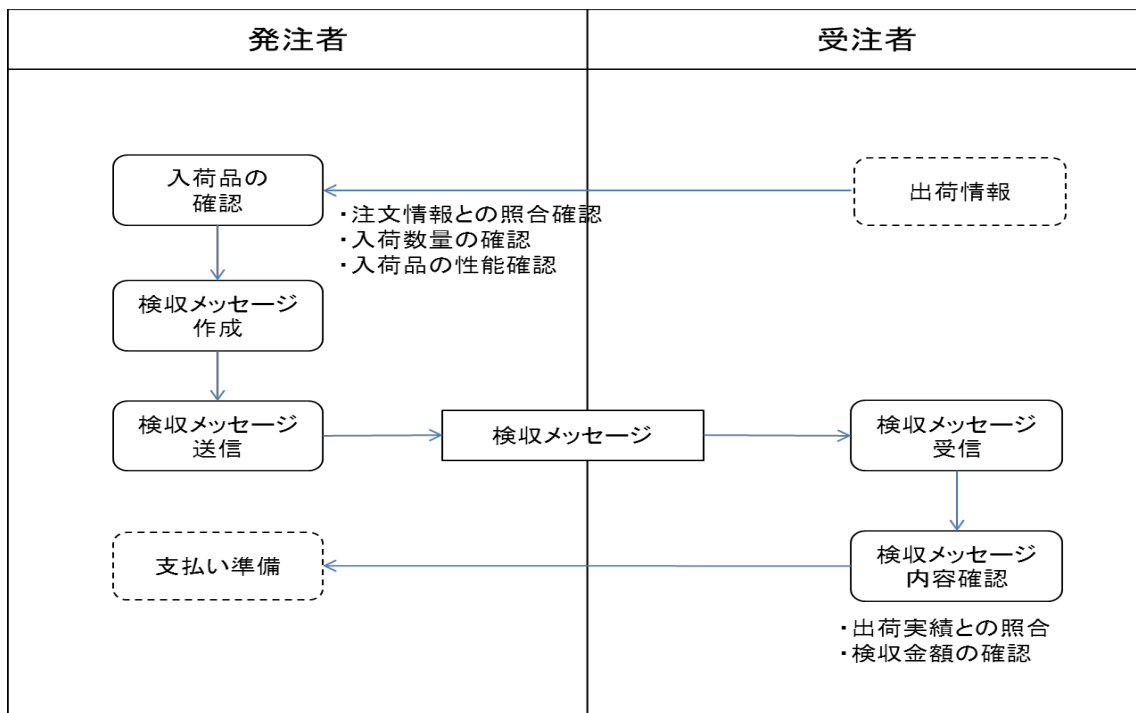 発注者
受注者
入荷品の
確認
出荷情報
・注文情報との照合確認
・入荷数量の確認
・入荷品の性能確認
検収メッセージ
作成
検収メッセージ
送信
検収メッセージ
検収メッセージ
受信
支払い準備
検収メッセージ
内容確認
・出荷実績との照合
・検収金額の確認